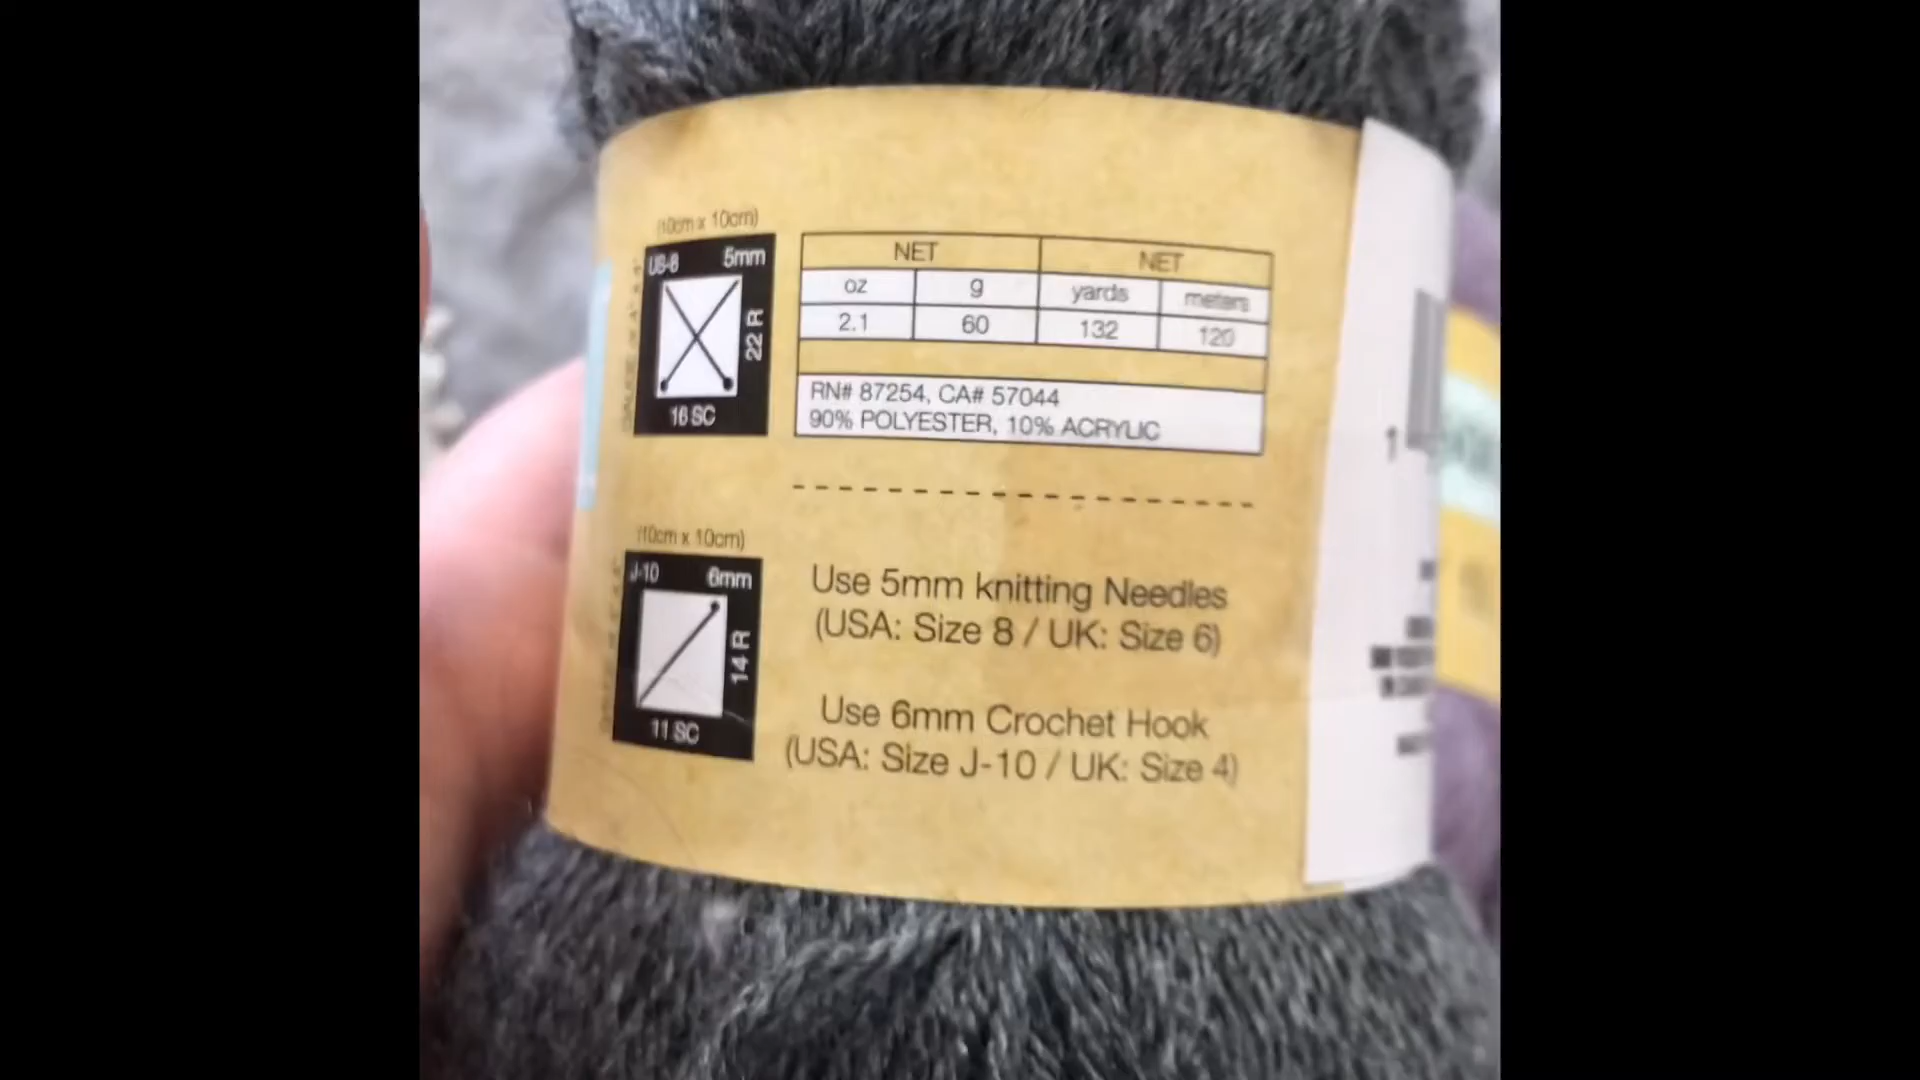 (10cm x 10cm)
US-8 5mm
22 R
16 SC
NET NET
oz g yards meters
2.1 60 132 120
RN# 87254, CA# 57044
90% POLYESTER, 10% ACRYLIC
(10cm x 10cm)
J-10 6mm
14 R
11 SC
Use 5mm knitting Needles
(USA: Size 8 / UK: Size 6)
Use 6mm Crochet Hook
(USA: Size J-10 / UK: Size 4)
1